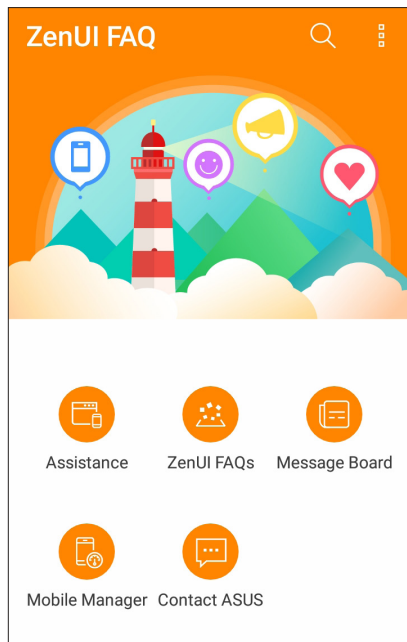 ZenUI FAQ
Assistance
ZenUI FAQs
Message Board
Mobile Manager
Contact ASUS